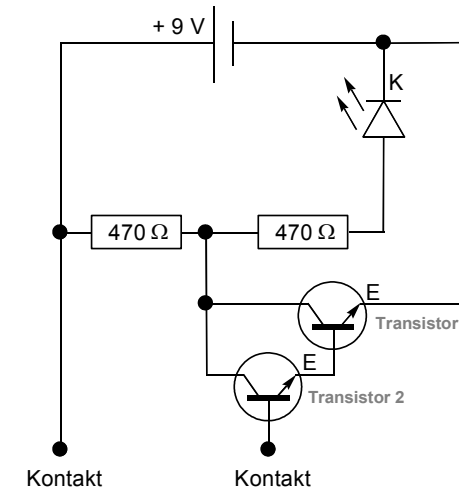 + 9 V
K
470 Ω
470 Ω
E
Transistor
E
Transistor 2
Kontakt
Kontakt